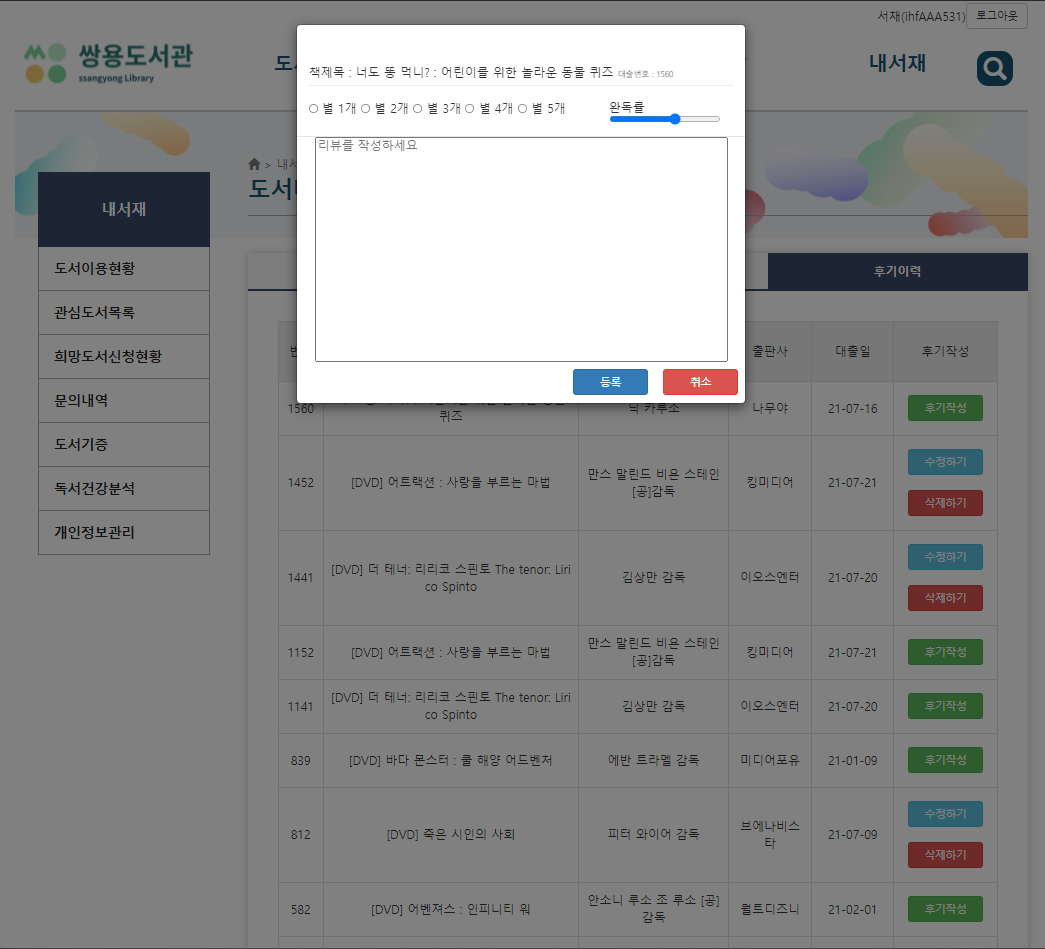 서재(ihfAAA531) 로그아웃
쌍용도서관
ssangyong Library
내서재
책제목 : 너도 똥 먹니? : 어린이를 위한 놀라운 동물 퀴즈 대출번호 : 1560
별 1개 별 2개 별 3개 별 4개 별 5개 완독률
리뷰를 작성하세요
등록 취소
> 내서
내서재
도서이용현황
관심도서목록
희망도서신청현황
문의내역
도서기증
독서건강분석
개인정보관리
후기이력
출판사 대출일 후기작성
1560 퀴즈 닉 카루소 나무야 21-07-16 후기작성
1452 [DVD] 어트랙션 : 사랑을 부르는 마법 만스 말린드 비욘 스테인 [공]감독 킹미디어 21-07-21 수정하기 삭제하기
1441 [DVD] 더 테너: 리리코 스핀토 The tenor: Liri
co Spinto 김상만 감독 이오스엔터 21-07-20 수정하기 삭제하기
1152 [DVD] 어트랙션 : 사랑을 부르는 마법 만스 말린드 비욘 스테인 [공]감독 킹미디어 21-07-21 후기작성
1141 [DVD] 더 테너: 리리코 스핀토 The tenor: Liri
co Spinto 김상만 감독 이오스엔터 21-07-20 후기작성
839 [DVD] 바다 몬스터 : 쿨 해양 어드벤처 에반 트라멜 감독 미디어포유 21-01-09 후기작성
812 [DVD] 죽은 시인의 사회 피터 와이어 감독 브에나비스
타 21-07-09 수정하기 삭제하기
582 [DVD] 어벤져스 : 인피니티 워 안소니 루소 조 루소 [공]
감독 월트디즈니 21-02-01 후기작성